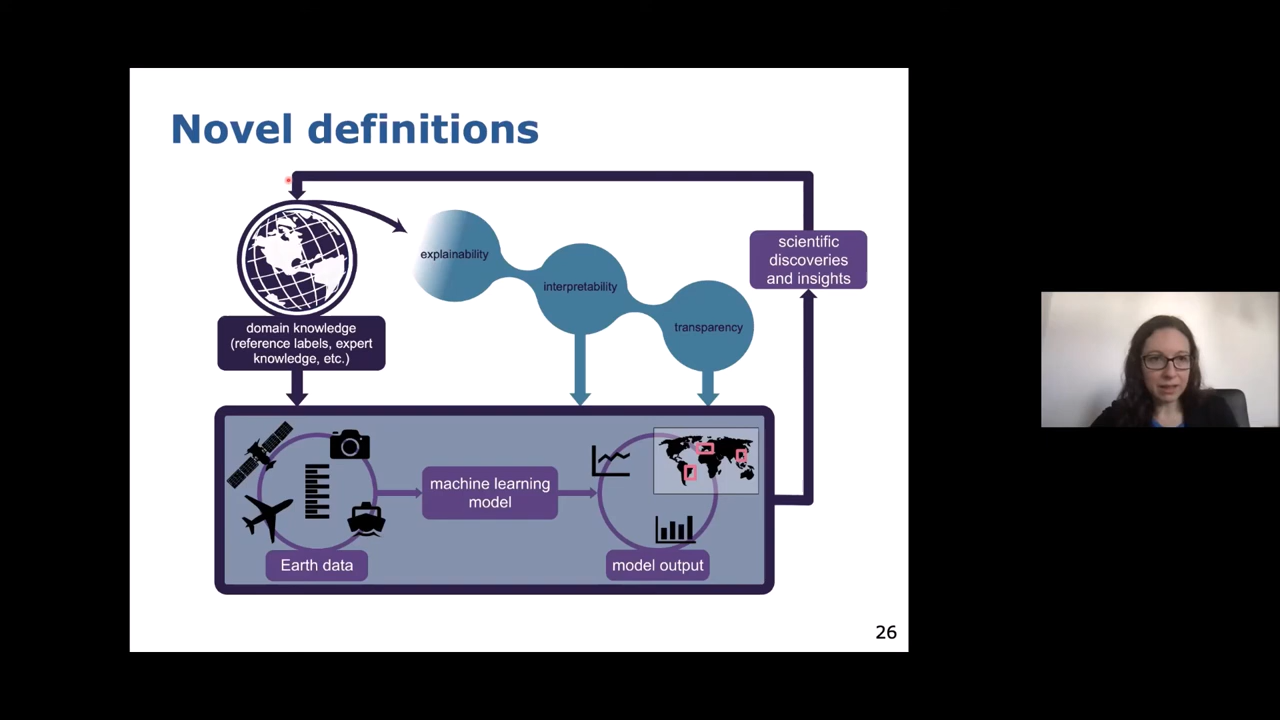 Novel definitions
explainability
interpretability
transparency
scientific
discoveries
and insights
domain knowledge
(reference labels, expert
knowledge, etc.)
machine learning
model
Earth data
model output
26